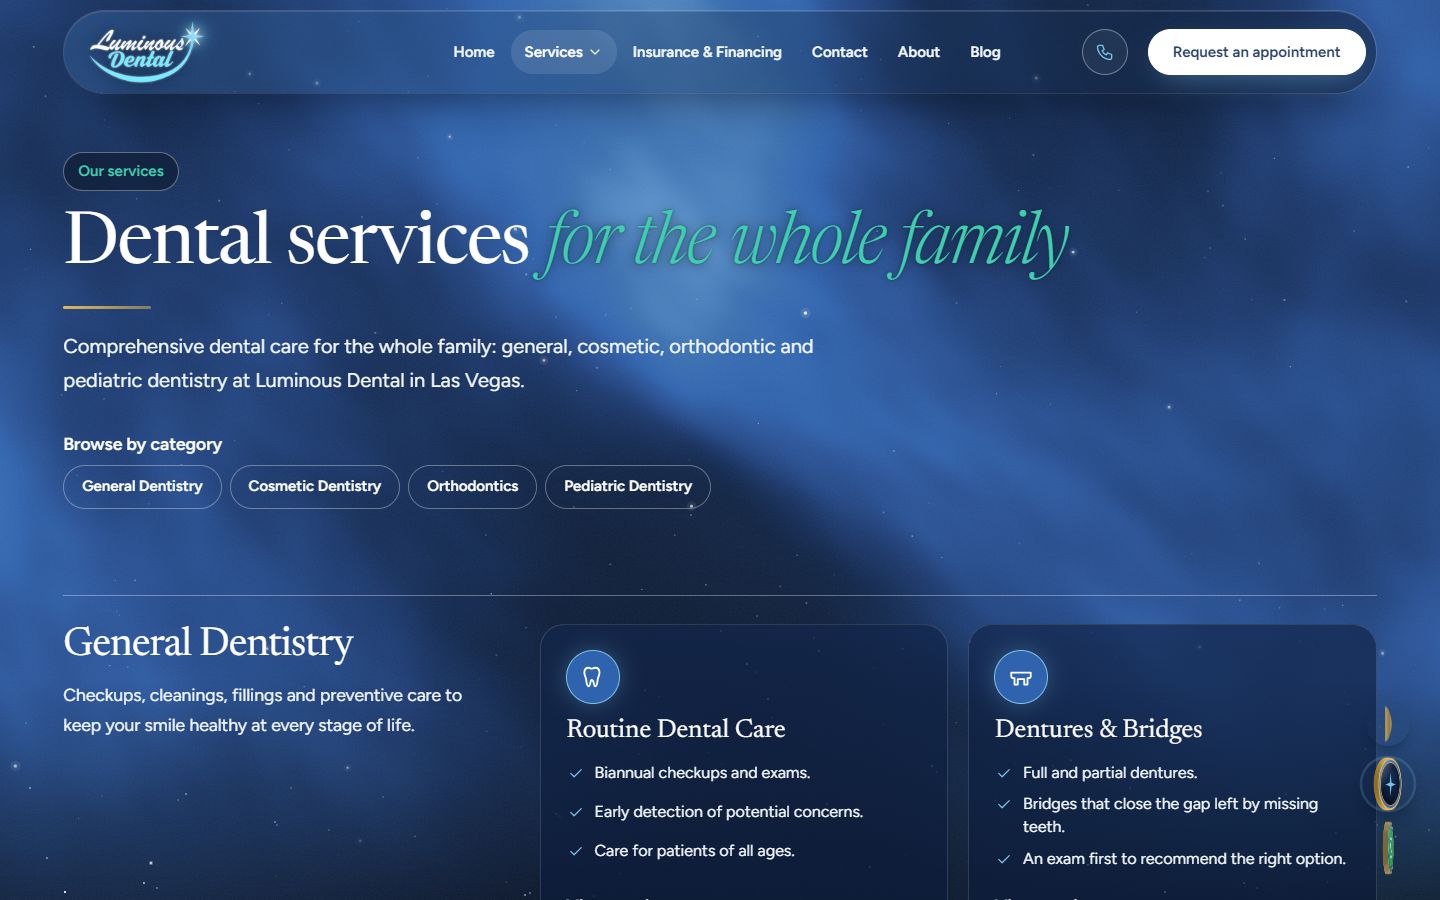 Luminous
Dental
Home
Services
Insurance & Financing
Contact
About
Blog
Request an appointment
Our services
Dental services for the whole family
Comprehensive dental care for the whole family: general, cosmetic, orthodontic and
pediatric dentistry at Luminous Dental in Las Vegas.
Browse by category
General Dentistry
Cosmetic Dentistry
Orthodontics
Pediatric Dentistry
General Dentistry
Checkups, cleanings, fillings and preventive care to
keep your smile healthy at every stage of life.
Routine Dental Care
Biannual checkups and exams.
Early detection of potential concerns.
Care for patients of all ages.
Dentures & Bridges
Full and partial dentures.
Bridges that close the gap left by missing
teeth.
An exam first to recommend the right option.